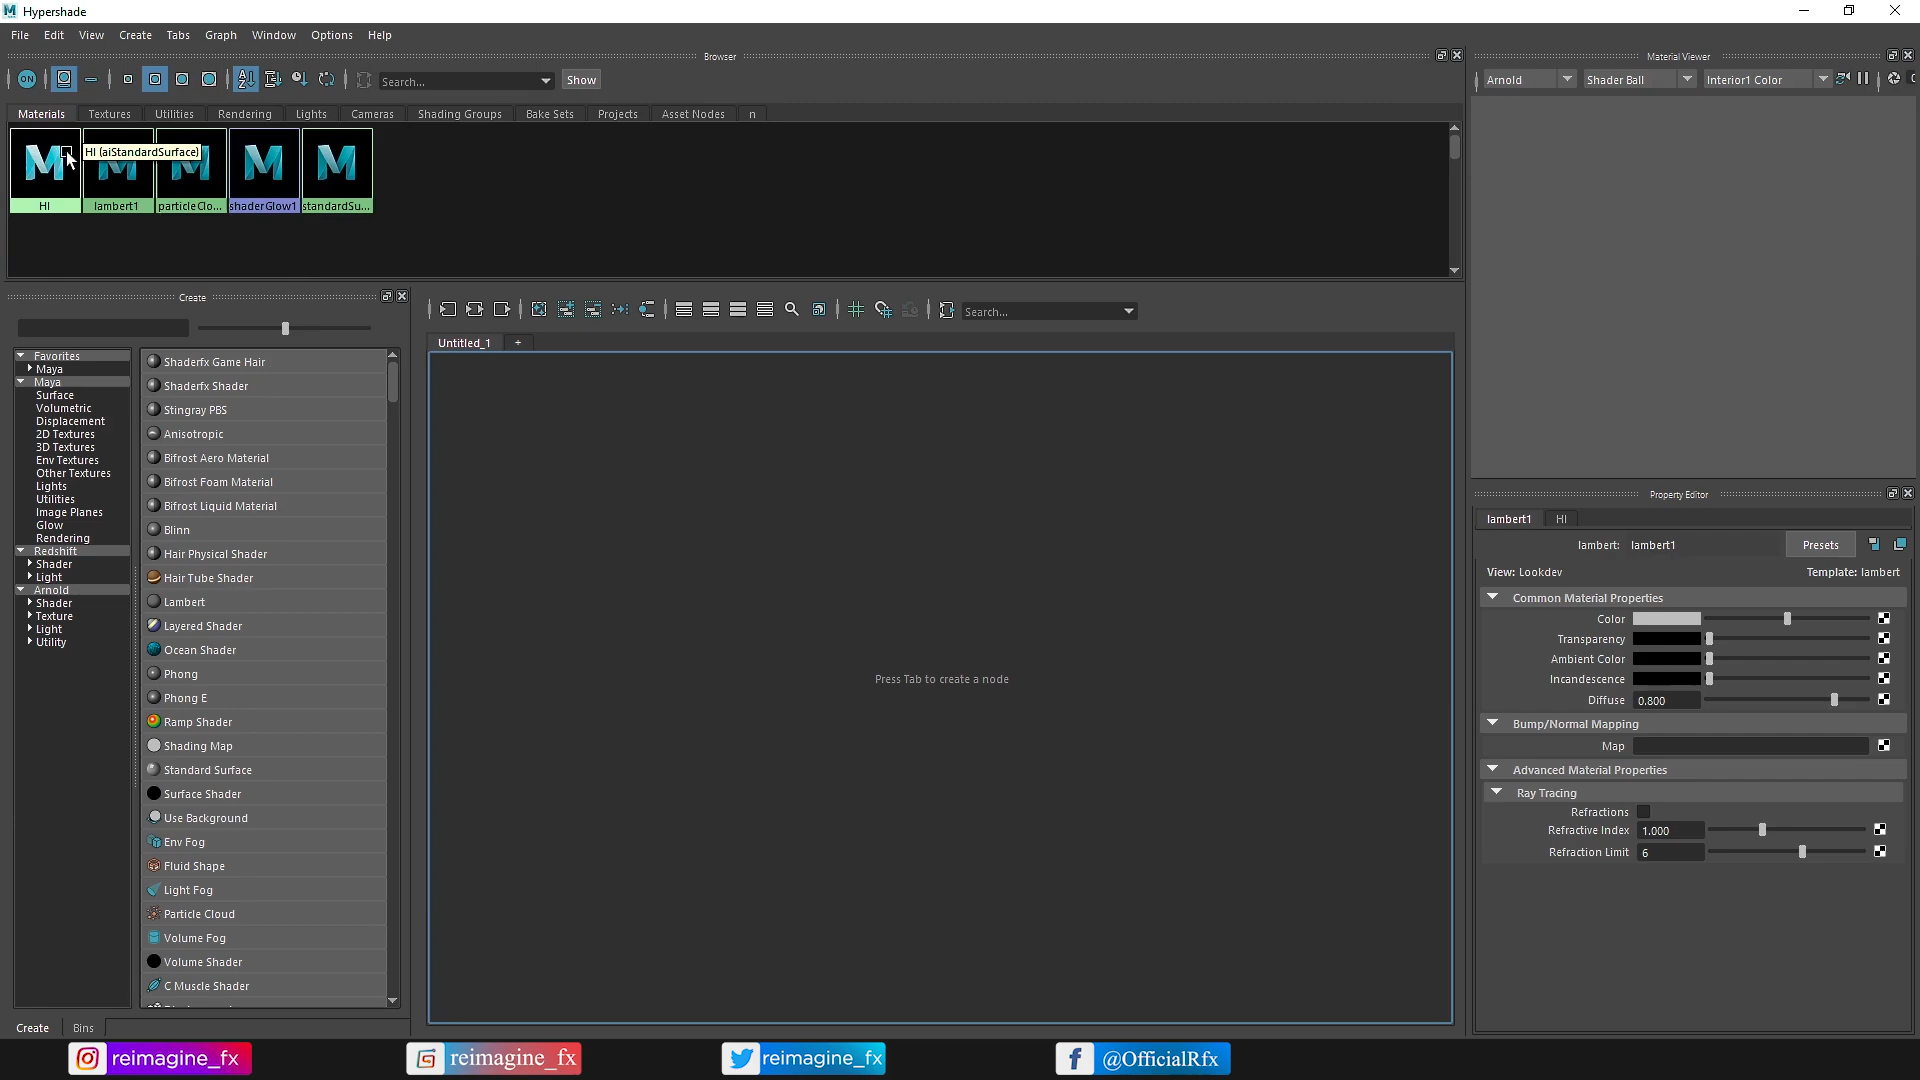 Hypershade
File Edit View Create Tabs Graph Window Options Help
Browser
ON
Search...
Show
Materials Textures Utilities Rendering Lights Cameras Shading Groups Bake Sets Projects Asset Nodes n
HI (aiStandardSurface)
HI lambert1 particleClo... shaderGlow1 standardSu...
Create
Favorites
Maya
Maya
Surface
Volumetric
Displacement
2D Textures
3D Textures
Env Textures
Other Textures
Lights
Utilities
Image Planes
Glow
Rendering
Redshift
Shader
Light
Arnold
Shader
Texture
Light
Utility
Shaderfx Game Hair
Shaderfx Shader
Stingray PBS
Anisotropic
Bifrost Aero Material
Bifrost Foam Material
Bifrost Liquid Material
Blinn
Hair Physical Shader
Hair Tube Shader
Lambert
Layered Shader
Ocean Shader
Phong
Phong E
Ramp Shader
Shading Map
Standard Surface
Surface Shader
Use Background
Env Fog
Fluid Shape
Light Fog
Particle Cloud
Volume Fog
Volume Shader
C Muscle Shader
Create Bins
Search...
Untitled_1 +
Press Tab to create a node
Material Viewer
Arnold Shader Ball Interior1 Color
Property Editor
lambert1 HI
lambert: lambert1 Presets
View: Lookdev Template: lambert
Common Material Properties
Color
Transparency
Ambient Color
Incandescence
Diffuse 0.800
Bump/Normal Mapping
Map
Advanced Material Properties
Ray Tracing
Refractions
Refractive Index 1.000
Refraction Limit 6
reimagine_fx reimagine_fx reimagine_fx @OfficialRfx